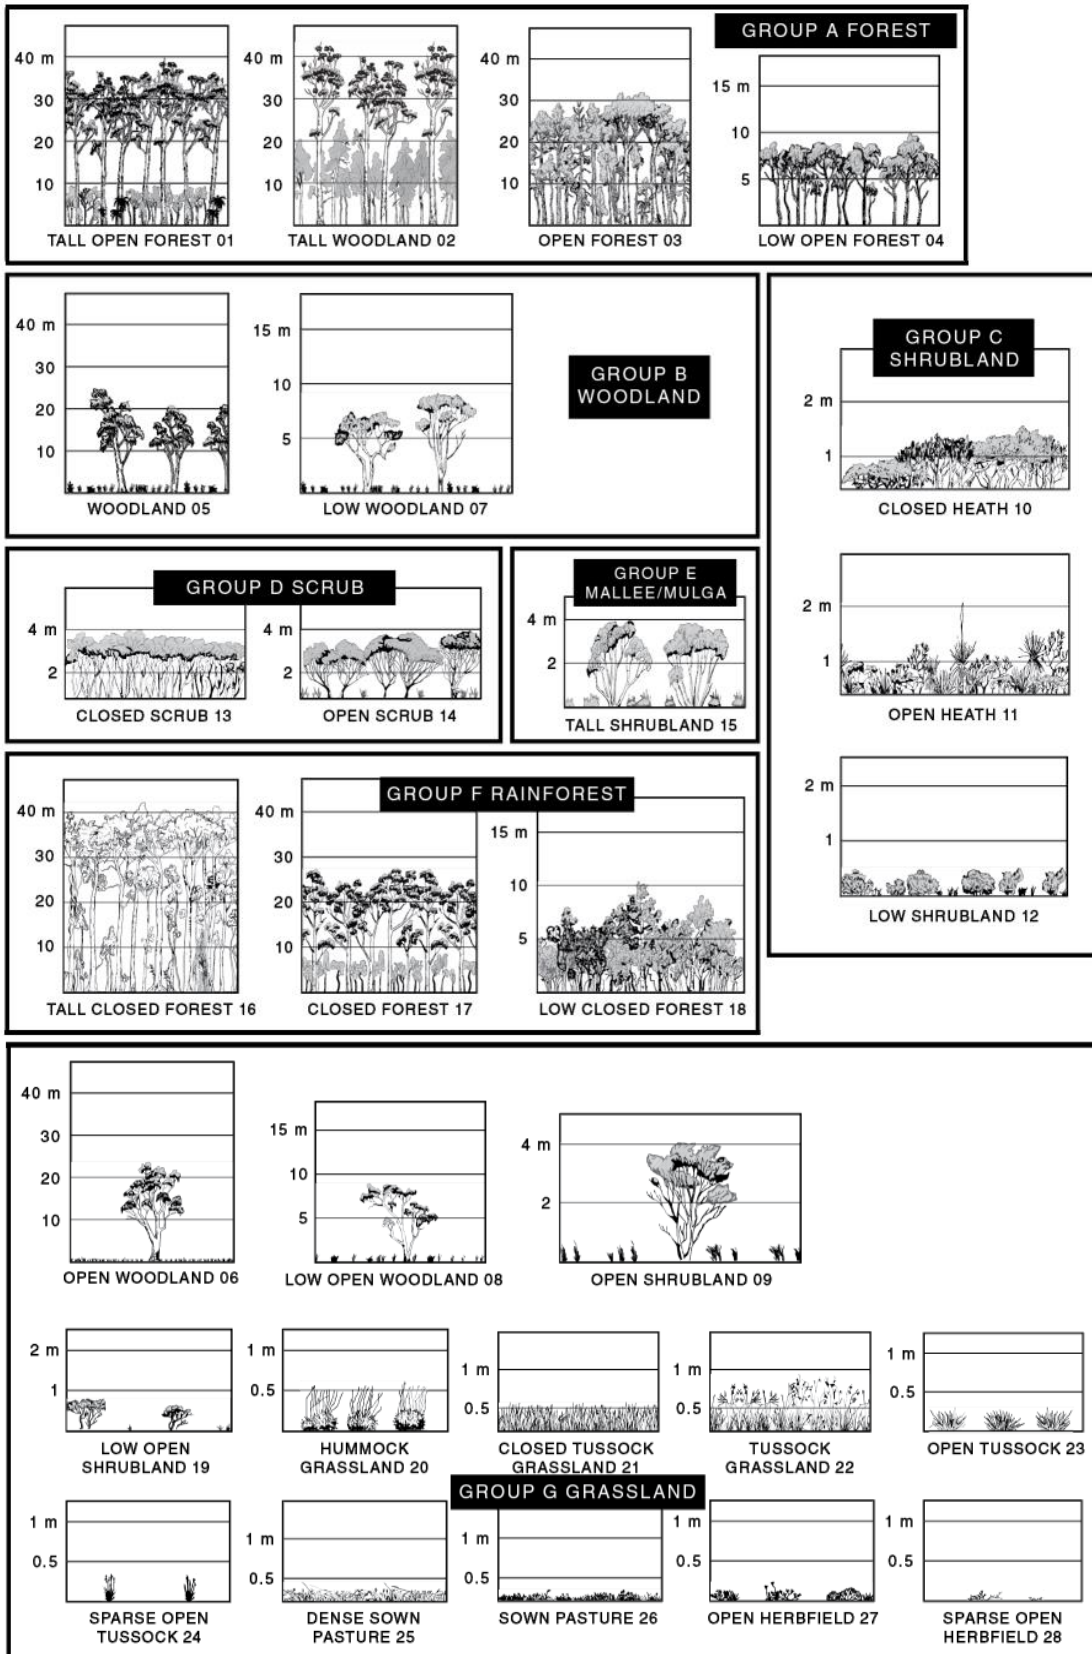 GROUP A FOREST
40 m
30
20
10
TALL OPEN FOREST 01
40 m
30
20
10
TALL WOODLAND 02
40 m
30
20
10
OPEN FOREST 03
15 m
10
5
LOW OPEN FOREST 04
GROUP B
WOODLAND
40 m
30
20
10
WOODLAND 05
15 m
10
5
LOW WOODLAND 07
GROUP C
SHRUBLAND
2 m
1
CLOSED HEATH 10
2 m
1
OPEN HEATH 11
2 m
1
LOW SHRUBLAND 12
GROUP D SCRUB
4 m
2
CLOSED SCRUB 13
4 m
2
OPEN SCRUB 14
GROUP E
MALLEE/MULGA
4 m
2
TALL SHRUBLAND 15
GROUP F RAINFOREST
40 m
30
20
10
TALL CLOSED FOREST 16
40 m
30
20
10
CLOSED FOREST 17
15 m
10
5
LOW CLOSED FOREST 18
40 m
30
20
10
OPEN WOODLAND 06
15 m
10
5
LOW OPEN WOODLAND 08
4 m
2
OPEN SHRUBLAND 09
2 m
1
LOW OPEN
SHRUBLAND 19
1 m
0.5
HUMMOCK
GRASSLAND 20
1 m
0.5
CLOSED TUSSOCK
GRASSLAND 21
1 m
0.5
TUSSOCK
GRASSLAND 22
1 m
0.5
OPEN TUSSOCK 23
GROUP G GRASSLAND
1 m
0.5
SPARSE OPEN
TUSSOCK 24
1 m
0.5
DENSE SOWN
PASTURE 25
1 m
0.5
SOWN PASTURE 26
1 m
0.5
OPEN HERBFIELD 27
1 m
0.5
SPARSE OPEN
HERBFIELD 28